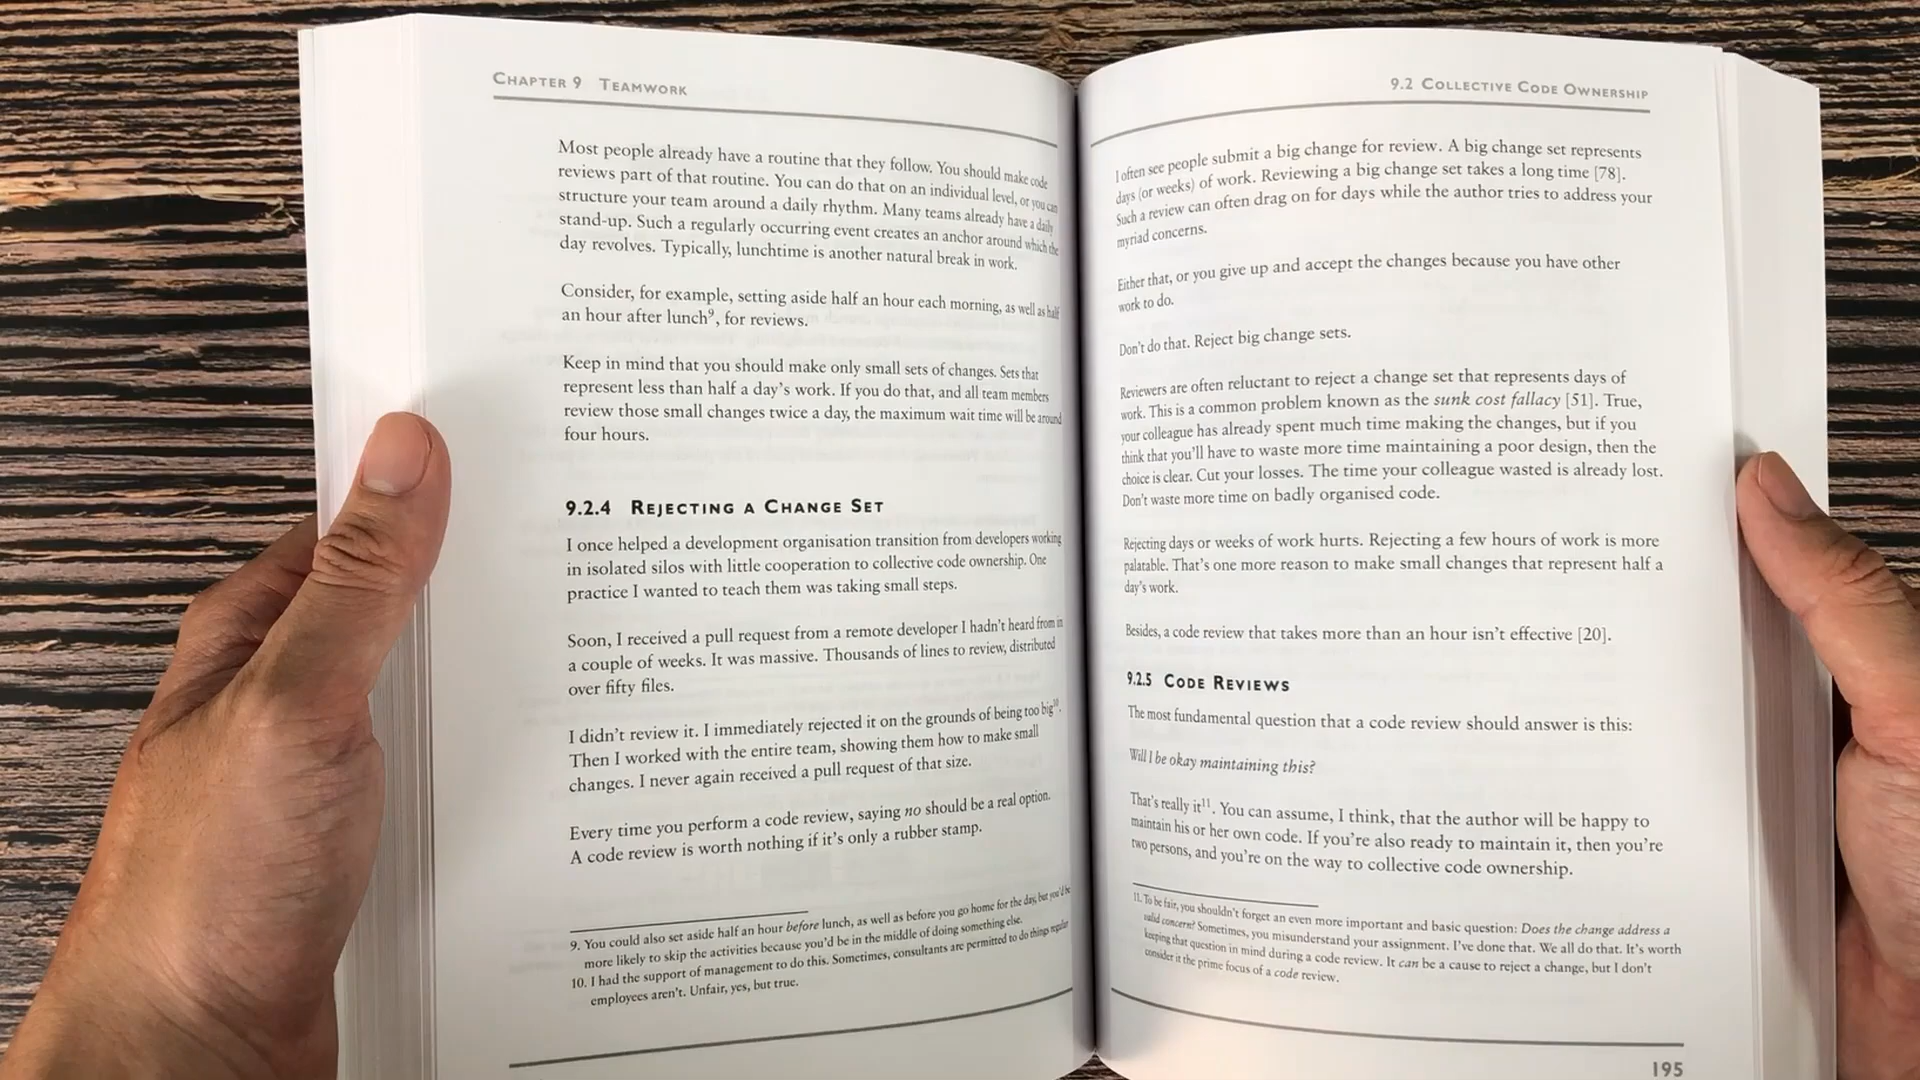 CHAPTER 9 TEAMWORK
Most people already have a routine that they follow. You should make code
reviews part of that routine. You can do that on an individual level, or you can
structure your team around a daily rhythm. Many teams already have a daily
stand-up. Such a regularly occurring event creates an anchor around which the
day revolves. Typically, lunchtime is another natural break in work.
Consider, for example, setting aside half an hour each morning, as well as half
an hour after lunch⁹, for reviews.
Keep in mind that you should make only small sets of changes. Sets that
represent less than half a day's work. If you do that, and all team members
review those small changes twice a day, the maximum wait time will be around
four hours.
9.2.4 REJECTING A CHANGE SET
I once helped a development organisation transition from developers working
in isolated silos with little cooperation to collective code ownership. One
practice I wanted to teach them was taking small steps.
Soon, I received a pull request from a remote developer I hadn't heard from in
a couple of weeks. It was massive. Thousands of lines to review, distributed
over fifty files.
I didn't review it. I immediately rejected it on the grounds of being too big¹⁰.
Then I worked with the entire team, showing them how to make small
changes. I never again received a pull request of that size.
Every time you perform a code review, saying no should be a real option.
A code review is worth nothing if it's only a rubber stamp.
9. You could also set aside half an hour before lunch, as well as before you go home for the day, but you'd be
more likely to skip the activities because you'd be in the middle of doing something else.
10. I had the support of management to do this. Sometimes, consultants are permitted to do things regular
employees aren't. Unfair, yes, but true.
9.2 COLLECTIVE CODE OWNERSHIP
I often see people submit a big change for review. A big change set represents
days (or weeks) of work. Reviewing a big change set takes a long time [78].
Such a review can often drag on for days while the author tries to address your
myriad concerns.
Either that, or you give up and accept the changes because you have other
work to do.
Don't do that. Reject big change sets.
Reviewers are often reluctant to reject a change set that represents days of
work. This is a common problem known as the sunk cost fallacy [51]. True,
your colleague has already spent much time making the changes, but if you
think that you'll have to waste more time maintaining a poor design, then the
choice is clear. Cut your losses. The time your colleague wasted is already lost.
Don't waste more time on badly organised code.
Rejecting days or weeks of work hurts. Rejecting a few hours of work is more
palatable. That's one more reason to make small changes that represent half a
day's work.
Besides, a code review that takes more than an hour isn't effective [20].
9.2.5 CODE REVIEWS
The most fundamental question that a code review should answer is this:
Will I be okay maintaining this?
That's really it¹¹. You can assume, I think, that the author will be happy to
maintain his or her own code. If you're also ready to maintain it, then you're
two persons, and you're on the way to collective code ownership.
11. To be fair, you shouldn't forget an even more important and basic question: Does the change address a
valid concern? Sometimes, you misunderstand your assignment. I've done that. We all do that. It's worth
keeping that question in mind during a code review. It can be a cause to reject a change, but I don't
consider it the prime focus of a code review.
195